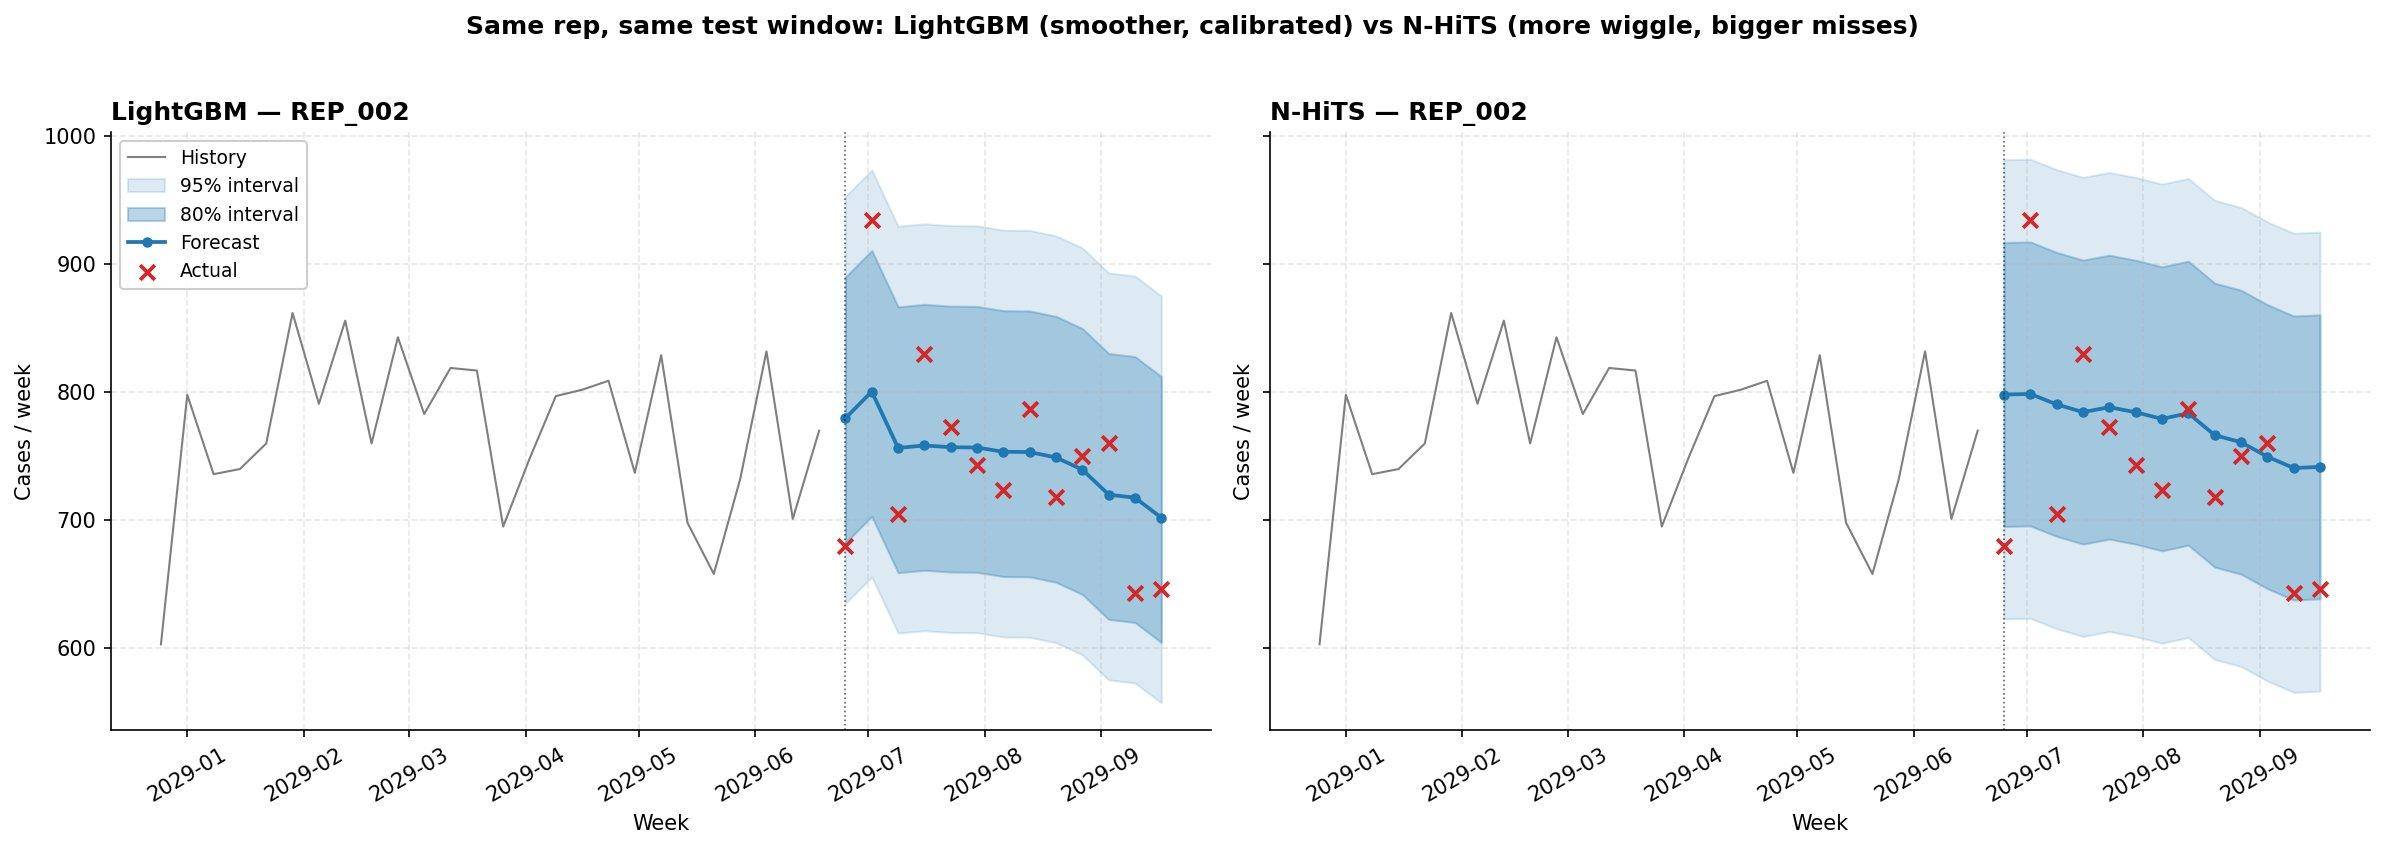 Same rep, same test window: LightGBM (smoother, calibrated) vs N-HiTS (more wiggle, bigger misses)
LightGBM — REP_002
1000
900
800
700
600
Cases / week
History
95% interval
80% interval
Forecast
Actual
2029-01
2029-02
2029-03
2029-04
2029-05
2029-06
2029-07
2029-08
2029-09
Week
N-HiTS — REP_002
Cases / week
2029-01
2029-02
2029-03
2029-04
2029-05
2029-06
2029-07
2029-08
2029-09
Week